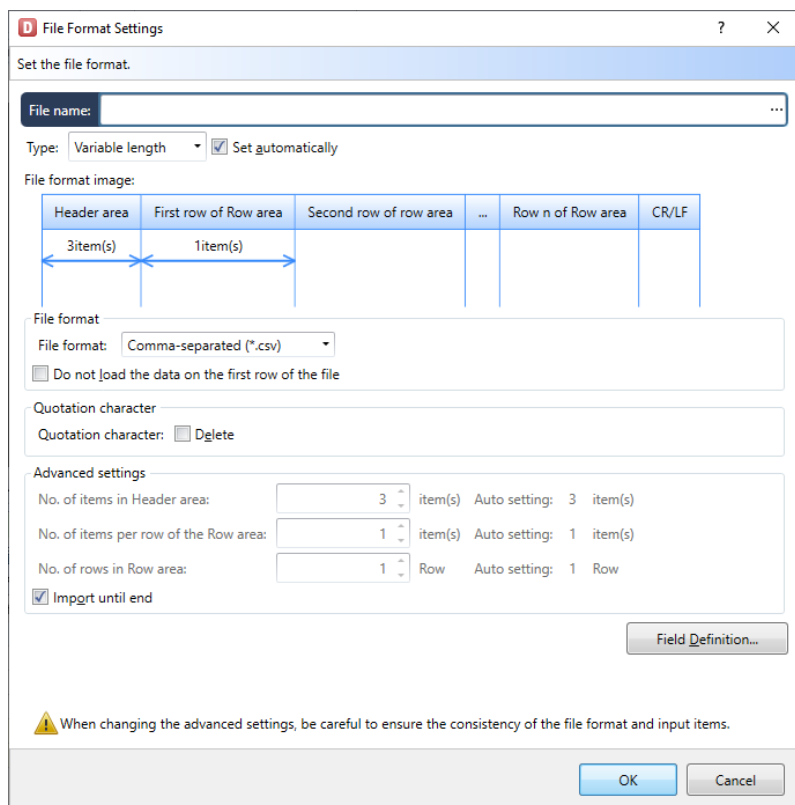 D File Format Settings ? ×
Set the file format.
File name: ...
Type: Variable length Set automatically
File format image:
Header area First row of Row area Second row of row area ... Row n of Row area CR/LF
3item(s) 1item(s)
File format
File format: Comma-separated (*.csv)
Do not load the data on the first row of the file
Quotation character
Quotation character: Delete
Advanced settings
No. of items in Header area: 3 item(s) Auto setting: 3 item(s)
No. of items per row of the Row area: 1 item(s) Auto setting: 1 item(s)
No. of rows in Row area: 1 Row Auto setting: 1 Row
Import until end
Field Definition...
When changing the advanced settings, be careful to ensure the consistency of the file format and input items.
OK Cancel